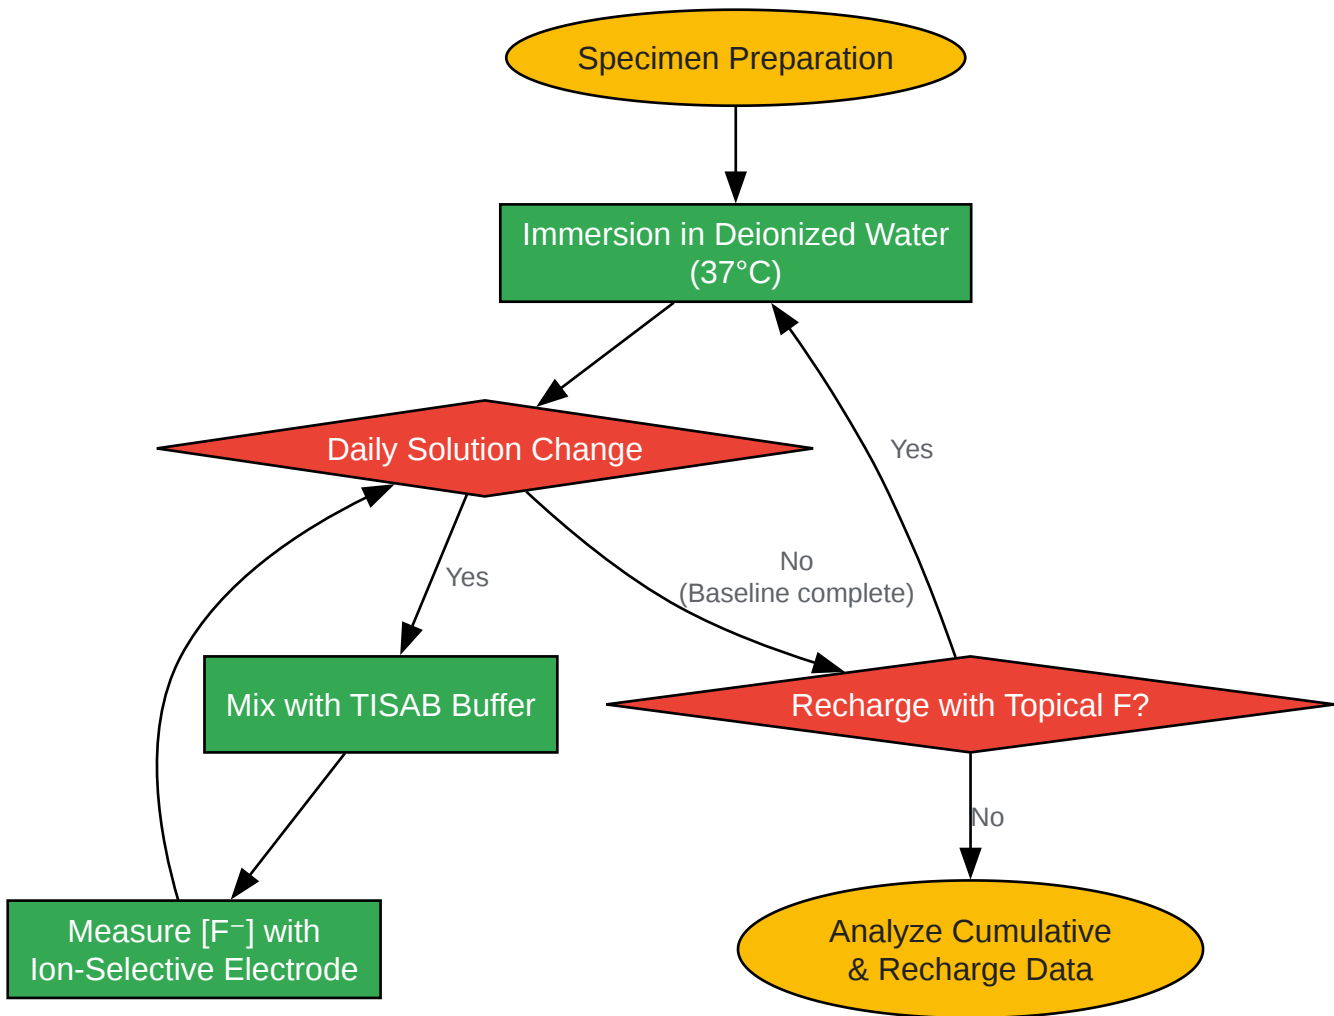 Specimen Preparation
Immersion in Deionized Water
(37°C)
Daily Solution Change
Yes
Yes
No
(Baseline complete)
Mix with TISAB Buffer
Recharge with Topical F?
No
Measure [F⁻] with
Ion-Selective Electrode
Analyze Cumulative
& Recharge Data